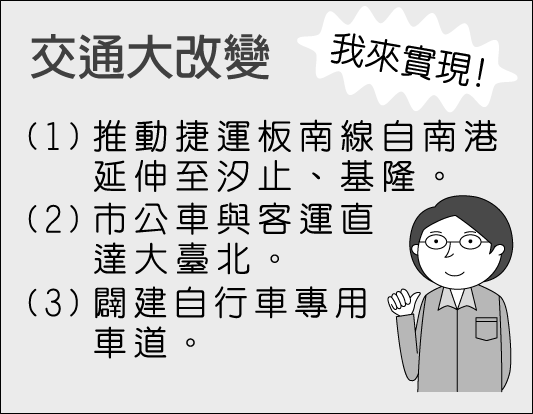 交通大改變
我來實現！
(1)推動捷運板南線自南港
延伸至汐止、基隆。
(2)市公車與客運直
達大臺北。
(3)闢建自行車專用
車道。